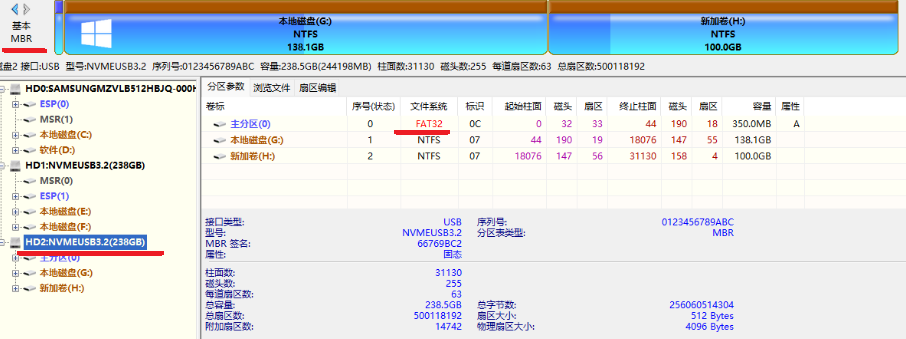 基本
MBR
本地磁盘(G:)
NTFS
138.1GB
新加卷(H:)
NTFS
100.0GB
磁盘2 接口:USB 型号:NVMEUSB3.2 序列号:0123456789ABC 容量:238.5GB(244198MB) 柱面数:31130 磁头数:255 每道扇区数:63 总扇区数:500118192
HD0:SAMSUNGMZVLB512HBJQ-000H
ESP(0)
MSR(1)
本地磁盘(C:)
软件(D:)
HD1:NVMEUSB3.2(238GB)
MSR(0)
ESP(1)
本地磁盘(E:)
本地磁盘(F:)
HD2:NVMEUSB3.2(238GB)
主分区(0)
本地磁盘(G:)
新加卷(H:)
分区参数 浏览文件 扇区编辑
卷标 序号(状态) 文件系统 标识 起始柱面 磁头 扇区 终止柱面 磁头 扇区 容量 属性
主分区(0) 0 FAT32 0C 0 32 33 44 190 18 350.0MB A
本地磁盘(G:) 1 NTFS 07 44 190 19 18076 147 55 138.1GB
新加卷(H:) 2 NTFS 07 18076 147 56 31130 158 4 100.0GB
接口类型: USB 序列号: 0123456789ABC
型号: NVMEUSB3.2 分区表类型: MBR
MBR 签名: 66769BC2
属性: 固态
柱面数: 31130
磁头数: 255
每道扇区数: 63
总容量: 238.5GB 总字节数: 256060514304
总扇区数: 500118192 扇区大小: 512 Bytes
附加扇区数: 14742 物理扇区大小: 4096 Bytes